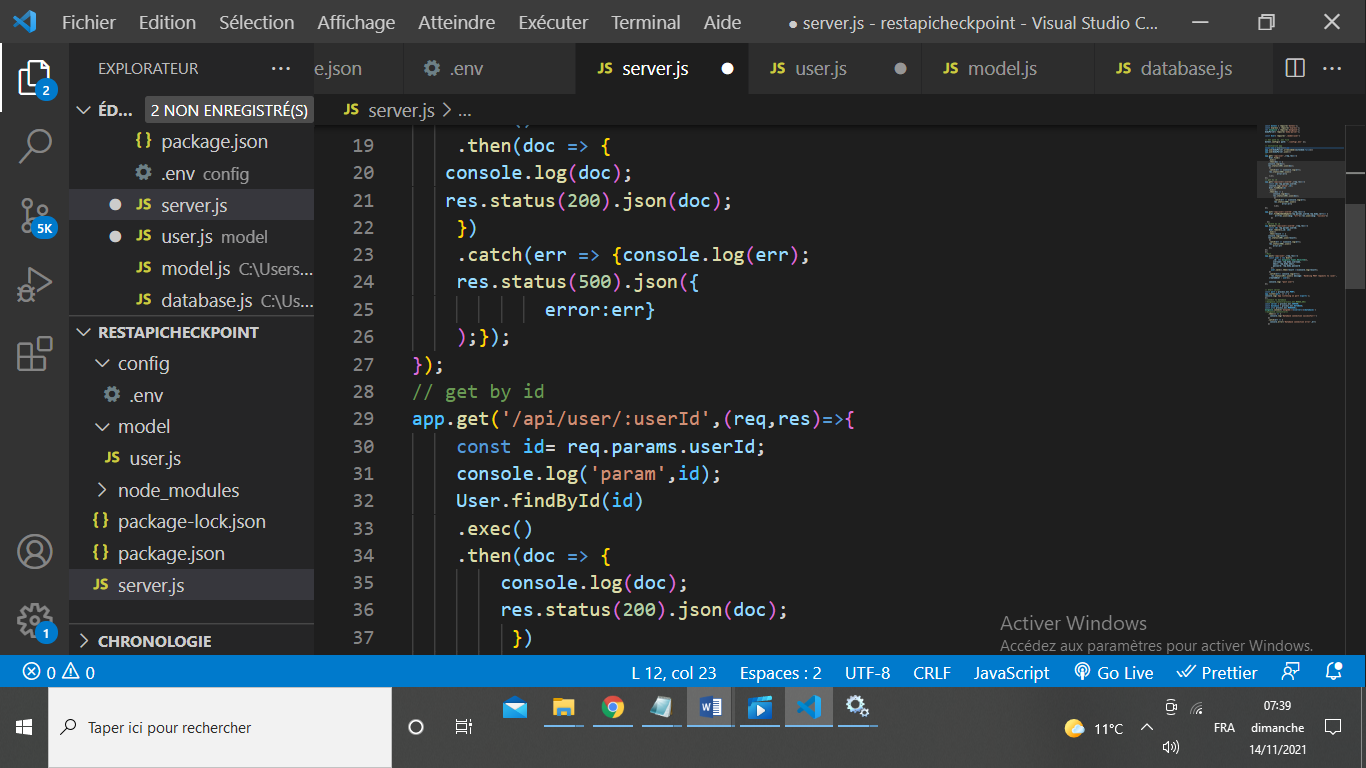 Fichier Edition Sélection Affichage Atteindre Exécuter Terminal Aide ● server.js - restapicheckpoint - Visual Studio C...
EXPLORATEUR ...
e.json .env JS server.js JS user.js JS model.js JS database.js ...
ÉD... 2 NON ENREGISTRÉ(S)
JS server.js > ...
{} package.json
.env config
JS server.js
JS user.js model
JS model.js C:\Users...
JS database.js C:\Us...
RESTAPICHECKPOINT
config
.env
model
JS user.js
node_modules
{} package-lock.json
{} package.json
JS server.js
CHRONOLOGIE
2
5K
1
19 .then(doc => {
20 console.log(doc);
21 res.status(200).json(doc);
22 })
23 .catch(err => {console.log(err);
24 res.status(500).json({
25 error:err}
26 );});
27 });
28 // get by id
29 app.get('/api/user/:userId',(req,res)=>{
30 const id= req.params.userId;
31 console.log('param',id);
32 User.findById(id)
33 .exec()
34 .then(doc => {
35 console.log(doc);
36 res.status(200).json(doc);
37 })
Activer Windows
Accédez aux paramètres pour activer Windows.
0 0 L 12, col 23 Espaces : 2 UTF-8 CRLF JavaScript Go Live Prettier
Taper ici pour rechercher
11°C FRA
07:39
dimanche
14/11/2021